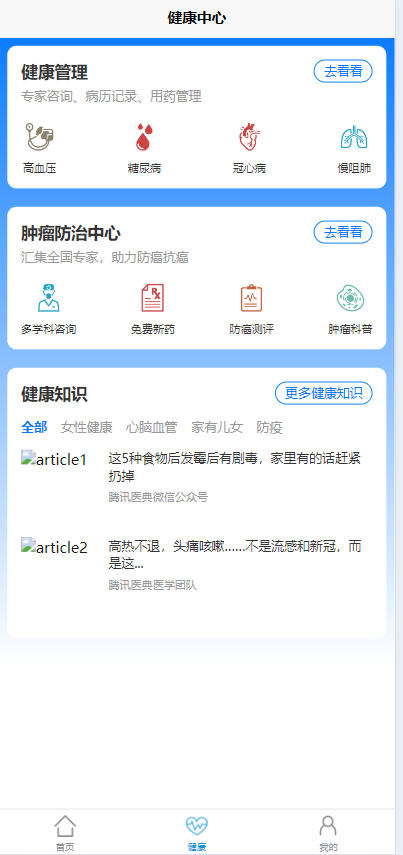 健康中心
健康管理
去看看
专家咨询、病历记录、用药管理
高血压 糖尿病 冠心病 慢阻肺
肿瘤防治中心
去看看
汇集全国专家，助力防癌抗癌
多学科咨询 免费新药 防癌测评 肿瘤科普
健康知识
更多健康知识
全部 女性健康 心脑血管 家有儿女 防疫
article1
这5种食物后发霉后有剧毒，家里有的话赶紧
扔掉
腾讯医典微信公众号
article2
高热不退，头痛咳嗽......不是流感和新冠，而
是这...
腾讯医典医学团队
首页 健康 我的